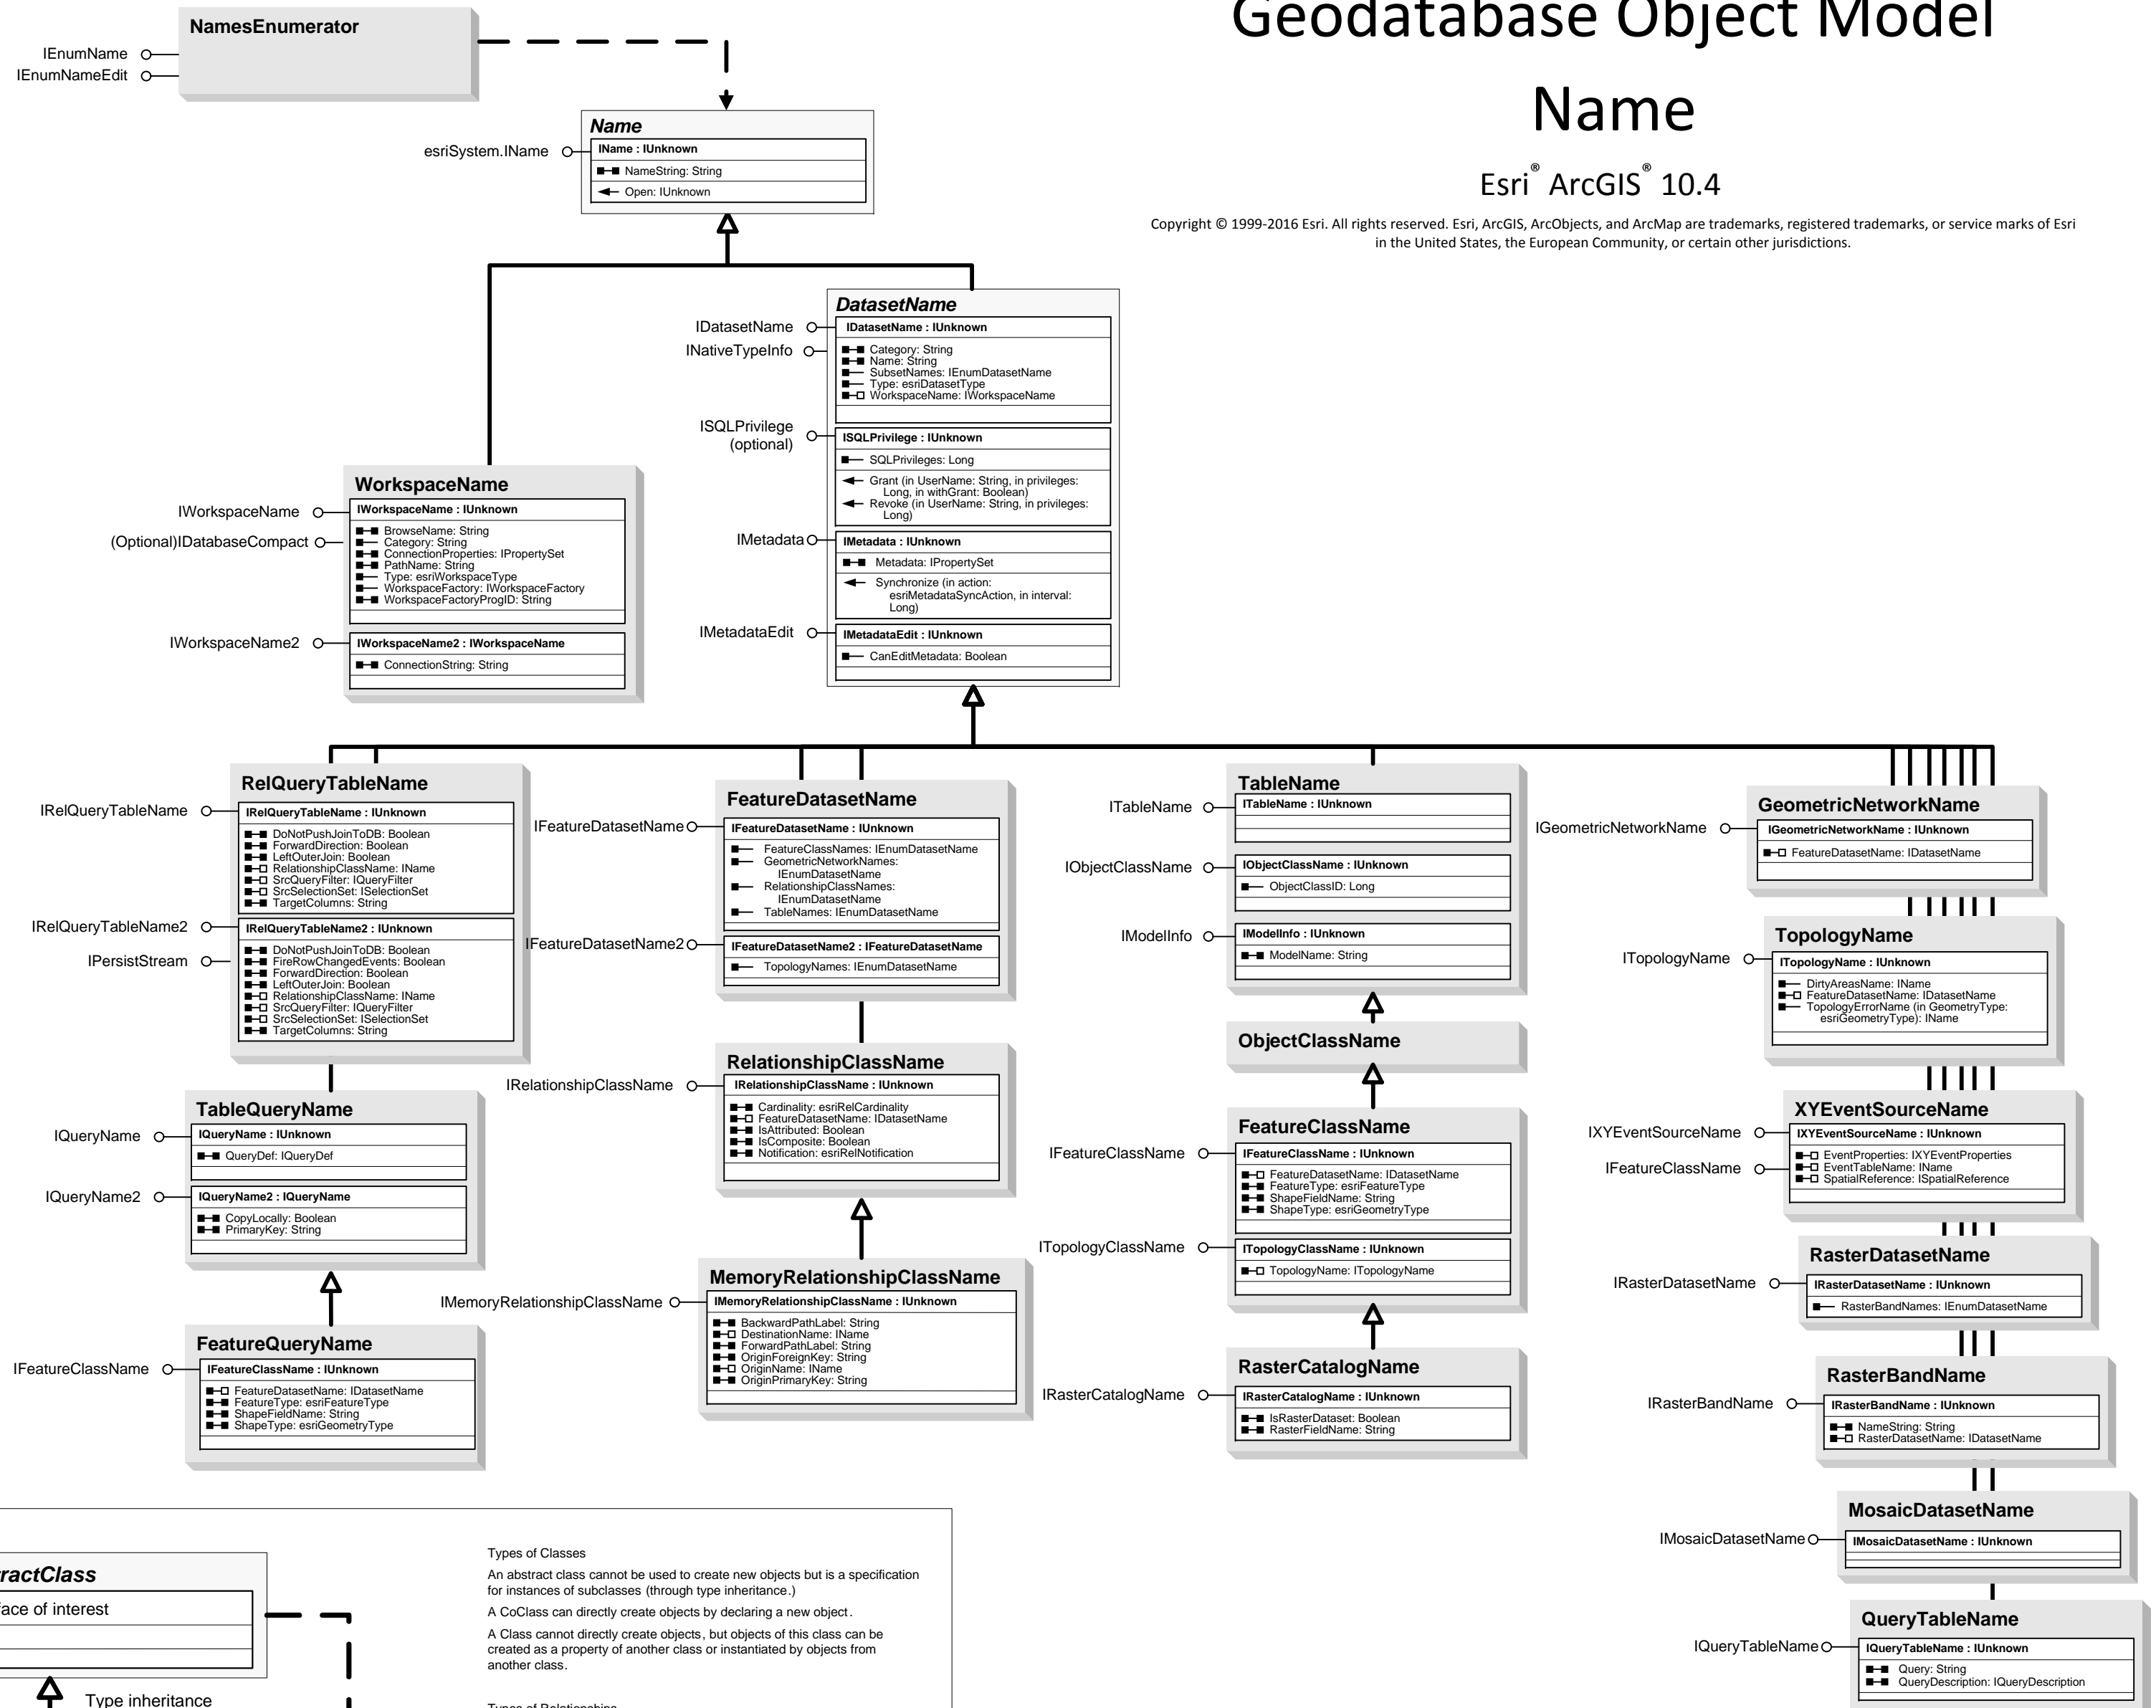 Geodatabase Object Model
Name
Esri® ArcGIS® 10.4
Copyright © 1999-2016 Esri. All rights reserved. Esri, ArcGIS, ArcObjects, and ArcMap are trademarks, registered trademarks, or service marks of Esri
in the United States, the European Community, or certain other jurisdictions.
NamesEnumerator
IEnumName
IEnumNameEdit
Name
esriSystem.IName
IName : IUnknown
NameString: String
Open: IUnknown
DatasetName
IDatasetName
INativeTypeInfo
IDatasetName : IUnknown
Category: String
Name: String
SubsetNames: IEnumDatasetName
Type: esriDatasetType
WorkspaceName: IWorkspaceName
ISQLPrivilege
(optional)
ISQLPrivilege : IUnknown
SQLPrivileges: Long
Grant (in UserName: String, in privileges:
Long, in withGrant: Boolean)
Revoke (in UserName: String, in privileges:
Long)
IMetadata
IMetadata : IUnknown
Metadata: IPropertySet
Synchronize (in action:
esriMetadataSyncAction, in interval:
Long)
IMetadataEdit
IMetadataEdit : IUnknown
CanEditMetadata: Boolean
WorkspaceName
IWorkspaceName
(Optional)IDatabaseCompact
IWorkspaceName : IUnknown
BrowseName: String
Category: String
ConnectionProperties: IPropertySet
PathName: String
Type: esriWorkspaceType
WorkspaceFactory: IWorkspaceFactory
WorkspaceFactoryProgID: String
IWorkspaceName2
IWorkspaceName2 : IWorkspaceName
ConnectionString: String
RelQueryTableName
IRelQueryTableName
IRelQueryTableName : IUnknown
DoNotPushJoinToDB: Boolean
ForwardDirection: Boolean
LeftOuterJoin: Boolean
RelationshipClassName: IName
SrcQueryFilter: IQueryFilter
SrcSelectionSet: ISelectionSet
TargetColumns: String
IRelQueryTableName2
IPersistStream
IRelQueryTableName2 : IUnknown
DoNotPushJoinToDB: Boolean
FireRowChangedEvents: Boolean
ForwardDirection: Boolean
LeftOuterJoin: Boolean
RelationshipClassName: IName
SrcQueryFilter: IQueryFilter
SrcSelectionSet: ISelectionSet
TargetColumns: String
TableQueryName
IQueryName
IQueryName : IUnknown
QueryDef: IQueryDef
IQueryName2
IQueryName2 : IQueryName
CopyLocally: Boolean
PrimaryKey: String
FeatureQueryName
IFeatureClassName
IFeatureClassName : IUnknown
FeatureDatasetName: IDatasetName
FeatureType: esriFeatureType
ShapeFieldName: String
ShapeType: esriGeometryType
FeatureDatasetName
IFeatureDatasetName
IFeatureDatasetName : IUnknown
FeatureClassNames: IEnumDatasetName
GeometricNetworkNames:
IEnumDatasetName
RelationshipClassNames:
IEnumDatasetName
TableNames: IEnumDatasetName
IFeatureDatasetName2
IFeatureDatasetName2 : IFeatureDatasetName
TopologyNames: IEnumDatasetName
RelationshipClassName
IRelationshipClassName
IRelationshipClassName : IUnknown
Cardinality: esriRelCardinality
FeatureDatasetName: IDatasetName
IsAttributed: Boolean
IsComposite: Boolean
Notification: esriRelNotification
MemoryRelationshipClassName
IMemoryRelationshipClassName
IMemoryRelationshipClassName : IUnknown
BackwardPathLabel: String
DestinationName: IName
ForwardPathLabel: String
OriginForeignKey: String
OriginName: IName
OriginPrimaryKey: String
TableName
ITableName
ITableName : IUnknown
IObjectClassName
IObjectClassName : IUnknown
ObjectClassID: Long
IModelInfo
IModelInfo : IUnknown
ModelName: String
ObjectClassName
FeatureClassName
IFeatureClassName
IFeatureClassName : IUnknown
FeatureDatasetName: IDatasetName
FeatureType: esriFeatureType
ShapeFieldName: String
ShapeType: esriGeometryType
ITopologyClassName
ITopologyClassName : IUnknown
TopologyName: ITopologyName
RasterCatalogName
IRasterCatalogName
IRasterCatalogName : IUnknown
IsRasterDataset: Boolean
RasterFieldName: String
GeometricNetworkName
IGeometricNetworkName
IGeometricNetworkName : IUnknown
FeatureDatasetName: IDatasetName
TopologyName
ITopologyName
ITopologyName : IUnknown
DirtyAreasName: IName
FeatureDatasetName: IDatasetName
TopologyErrorName (in GeometryType:
esriGeometryType): IName
XYEventSourceName
IXYEventSourceName
IFeatureClassName
IXYEventSourceName : IUnknown
EventProperties: IXYEventProperties
EventTableName: IName
SpatialReference: ISpatialReference
RasterDatasetName
IRasterDatasetName
IRasterDatasetName : IUnknown
RasterBandNames: IEnumDatasetName
RasterBandName
IRasterBandName
IRasterBandName : IUnknown
NameString: String
RasterDatasetName: IDatasetName
MosaicDatasetName
IMosaicDatasetName
IMosaicDatasetName : IUnknown
QueryTableName
IQueryTableName
IQueryTableName : IUnknown
Query: String
QueryDescription: IQueryDescription
ractClass
face of interest
Type inheritance
Types of Classes
An abstract class cannot be used to create new objects but is a specification
for instances of subclasses (through type inheritance.)
A CoClass can directly create objects by declaring a new object.
A Class cannot directly create objects, but objects of this class can be
created as a property of another class or instantiated by objects from
another class.
Types of Relationships